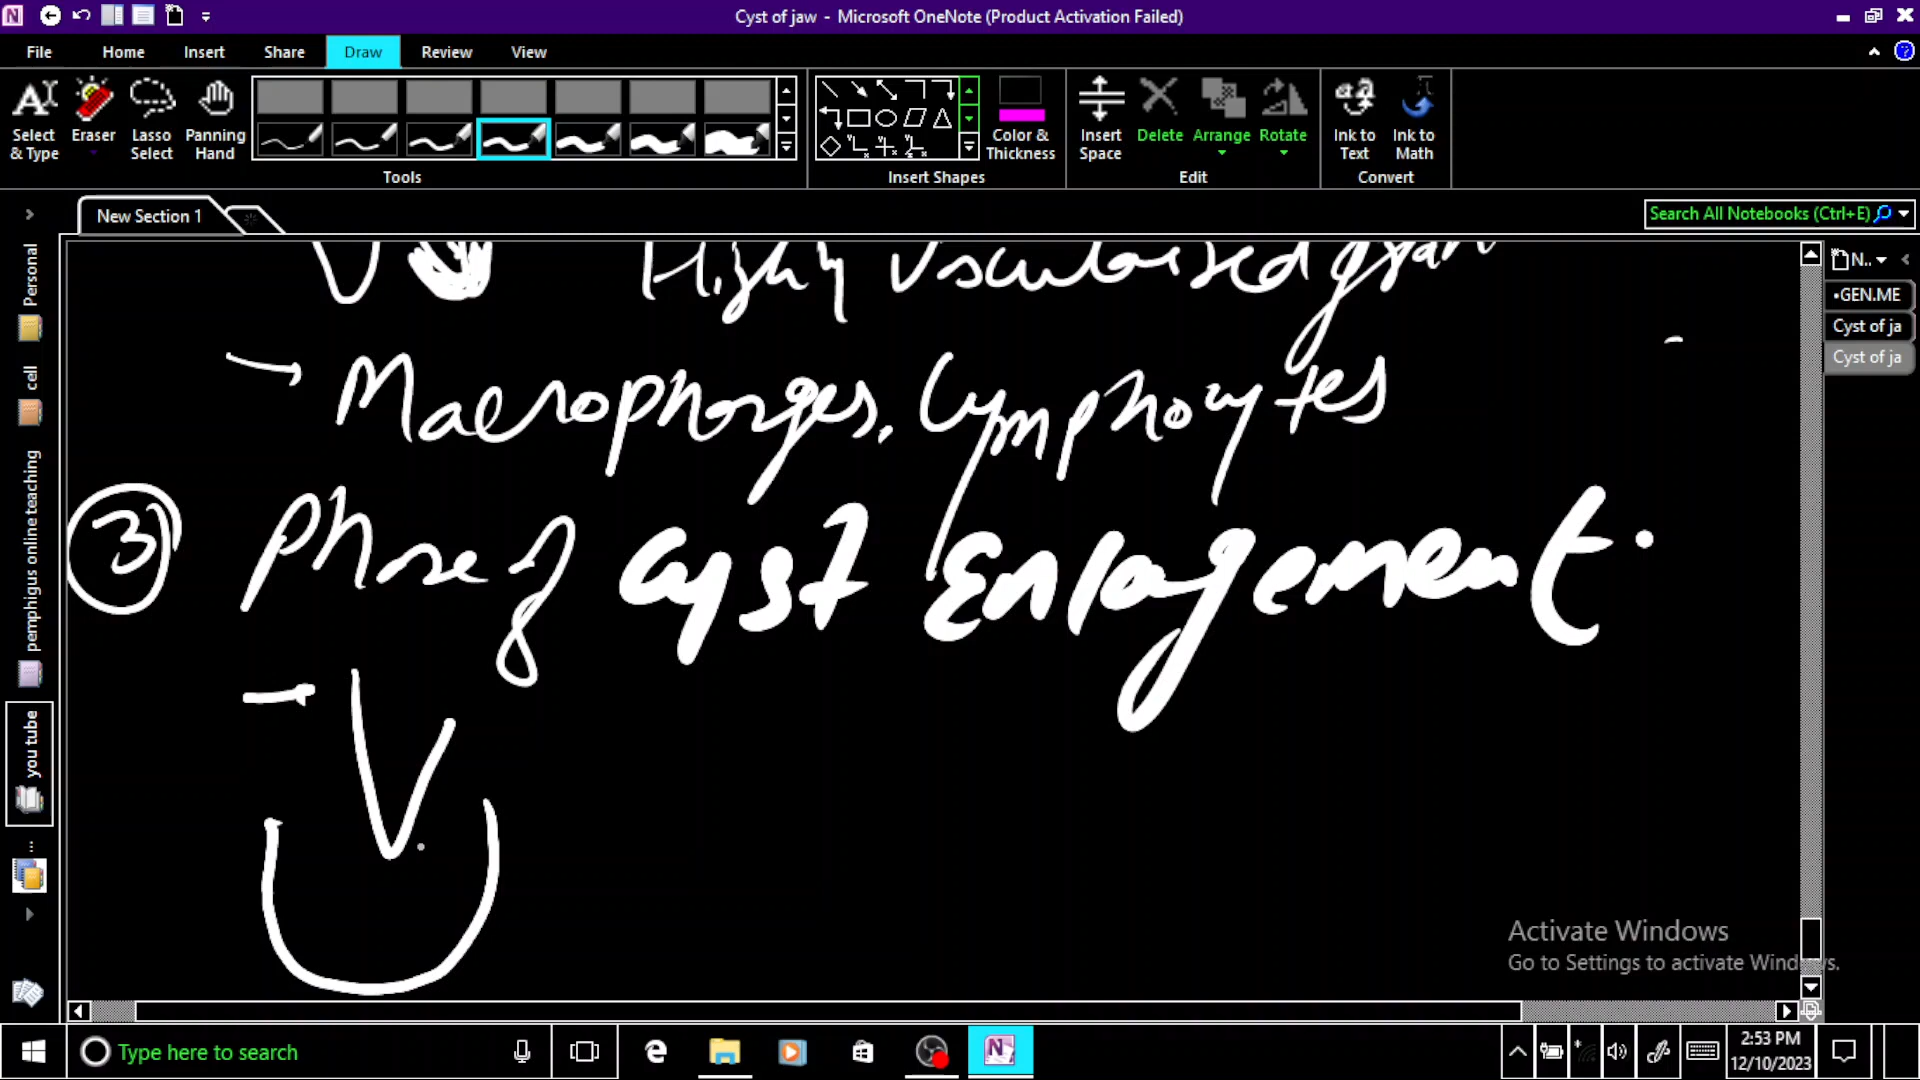 Cyst of jaw - Microsoft OneNote (Product Activation Failed)
File Home Insert Share Draw Review View
Select & Type
Eraser
Lasso Select
Panning Hand
Color & Thickness
Insert Space
Delete
Arrange
Rotate
Ink to Text
Ink to Math
Tools
Insert Shapes
Edit
Convert
New Section 1
Search All Notebooks (Ctrl+E)
Personal
cell
pemphigus online teaching
you tube
N..
•GEN.ME
Cyst of ja
Cyst of ja
V Highly
Macrophages, Lymphocytes
3 phase of cyst Enlagement.
V
Activate Windows
Go to Settings to activate Windows.
Type here to search
2:53 PM
12/10/2023